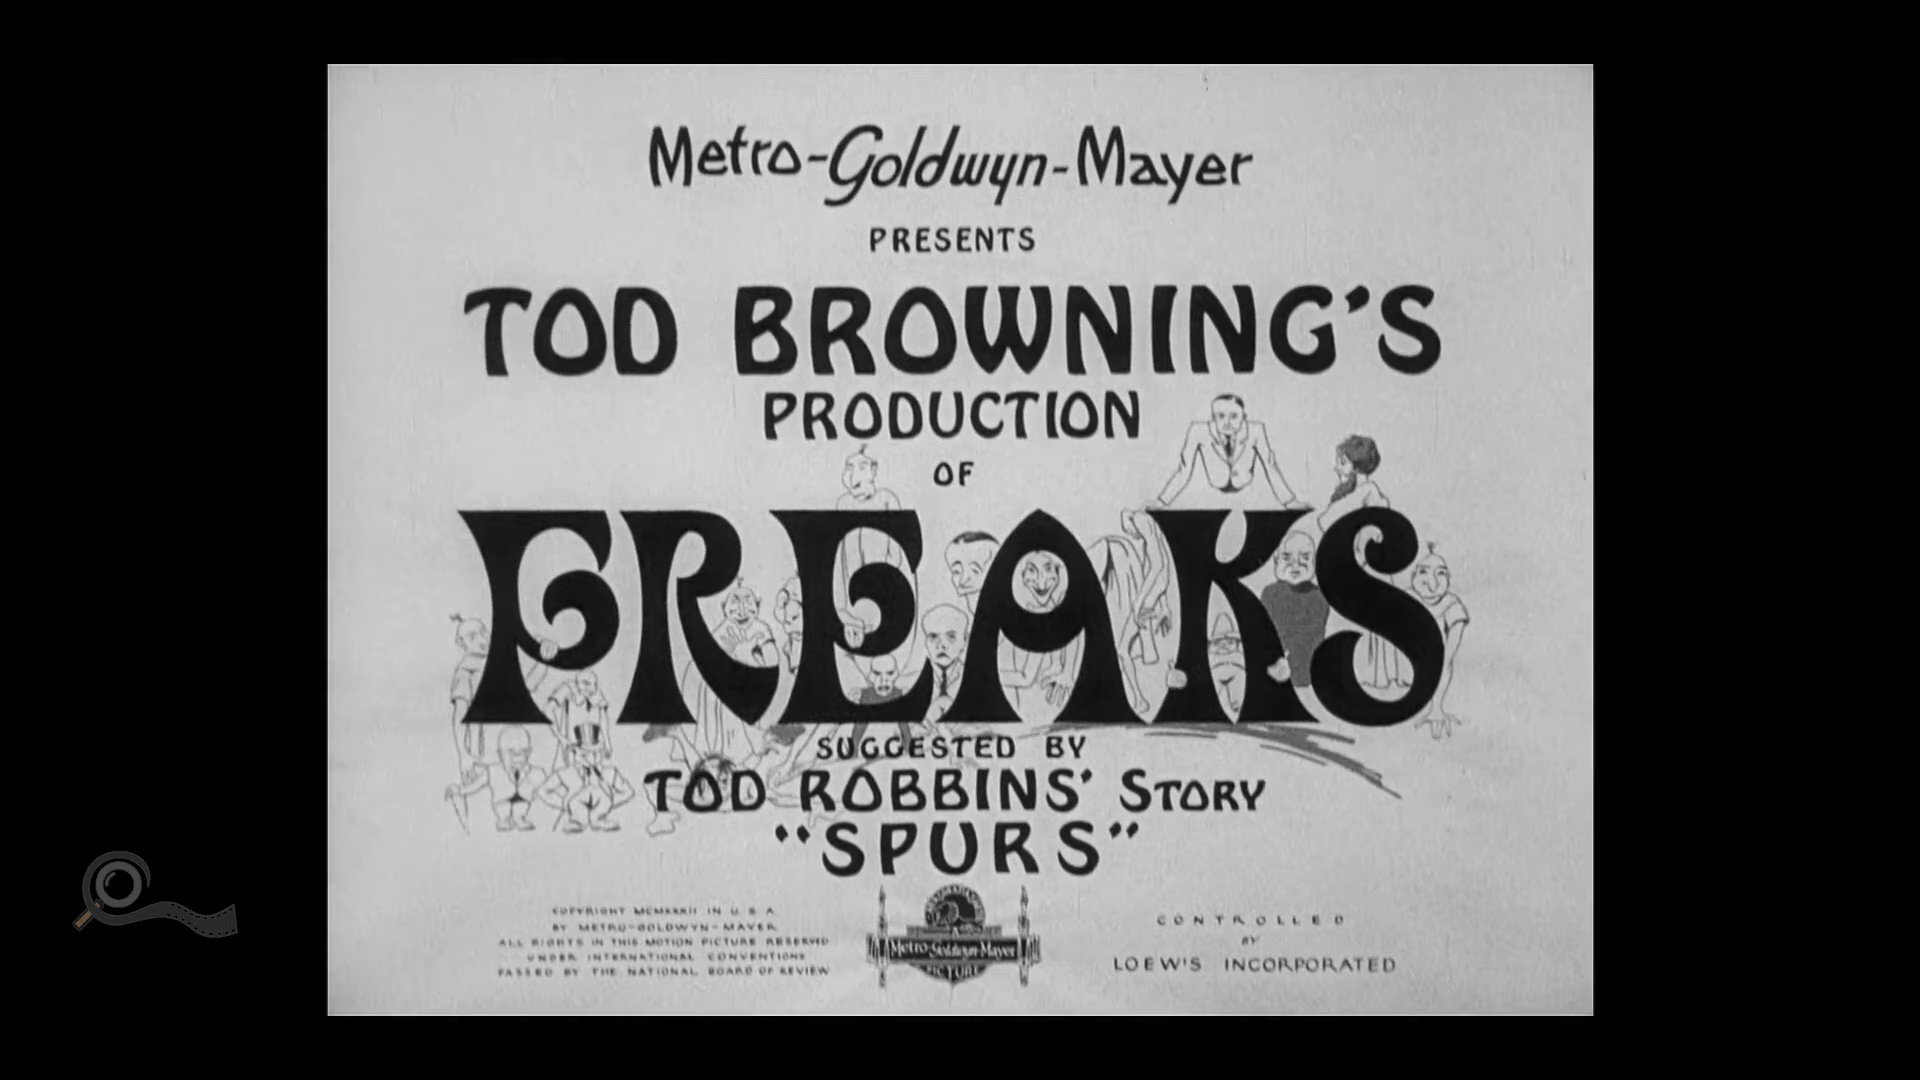 Metro-Goldwyn-Mayer
PRESENTS
TOD BROWNING'S
PRODUCTION
OF
FREAKS
SUGGESTED BY
TOD ROBBINS' STORY
"SPURS"
COPYRIGHT MCMXXXII IN U.S.A.
BY METRO-GOLDWYN-MAYER
ALL RIGHTS IN THIS MOTION PICTURE RESERVED
UNDER INTERNATIONAL CONVENTIONS
PASSED BY THE NATIONAL BOARD OF REVIEW
A
Metro-Goldwyn-Mayer
PICTURE
CONTROLLED
BY
LOEW'S INCORPORATED